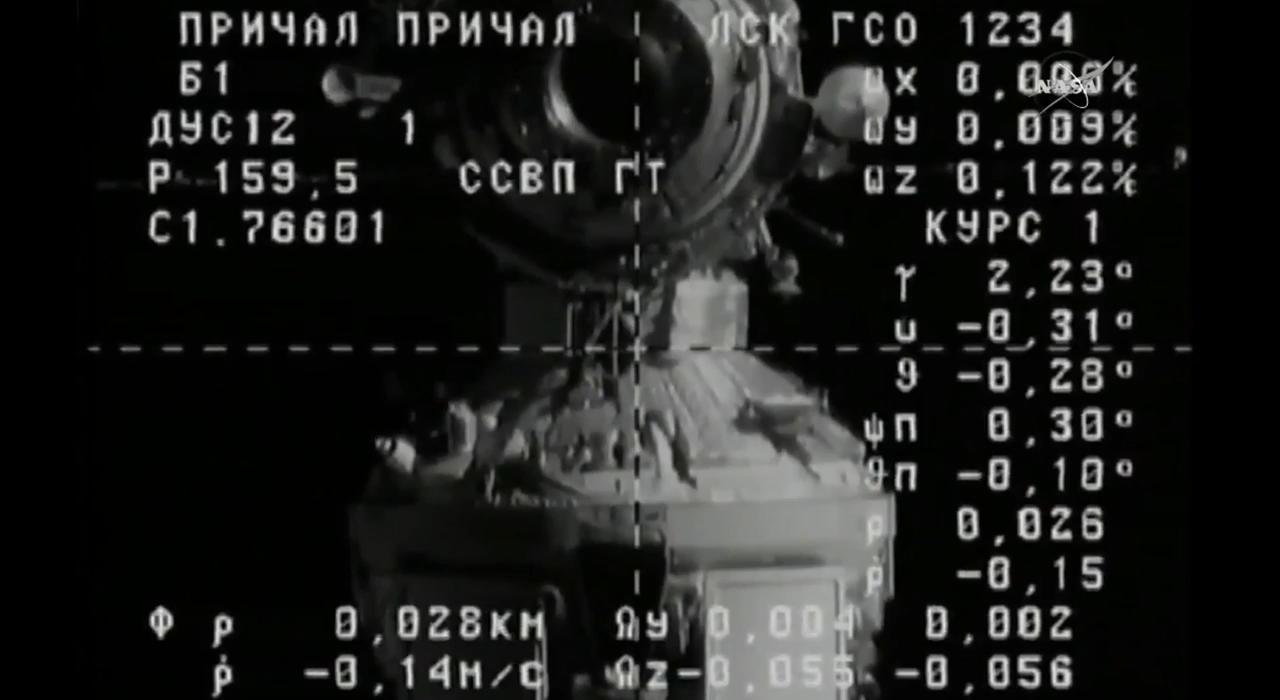 ПРИЧАЛ ПРИЧАЛ ЛСК ГСО 1234
Б1 ωx
NASA
ДУС12 1 ωy 0,009%
P 159,5 ССВП ГТ ωz 0,122%
С1.76601 КУРС 1
γ 2,23°
-0,31°
ϑ -0,28°
ψп 0,30°
ϑп -0,10°
ρ 0,026
ρ̇ -0,15
Ф ρ 0,028км Ωy 0,004 0,002
ρ̇ -0,14м/с Ωz-0,055 -0,056